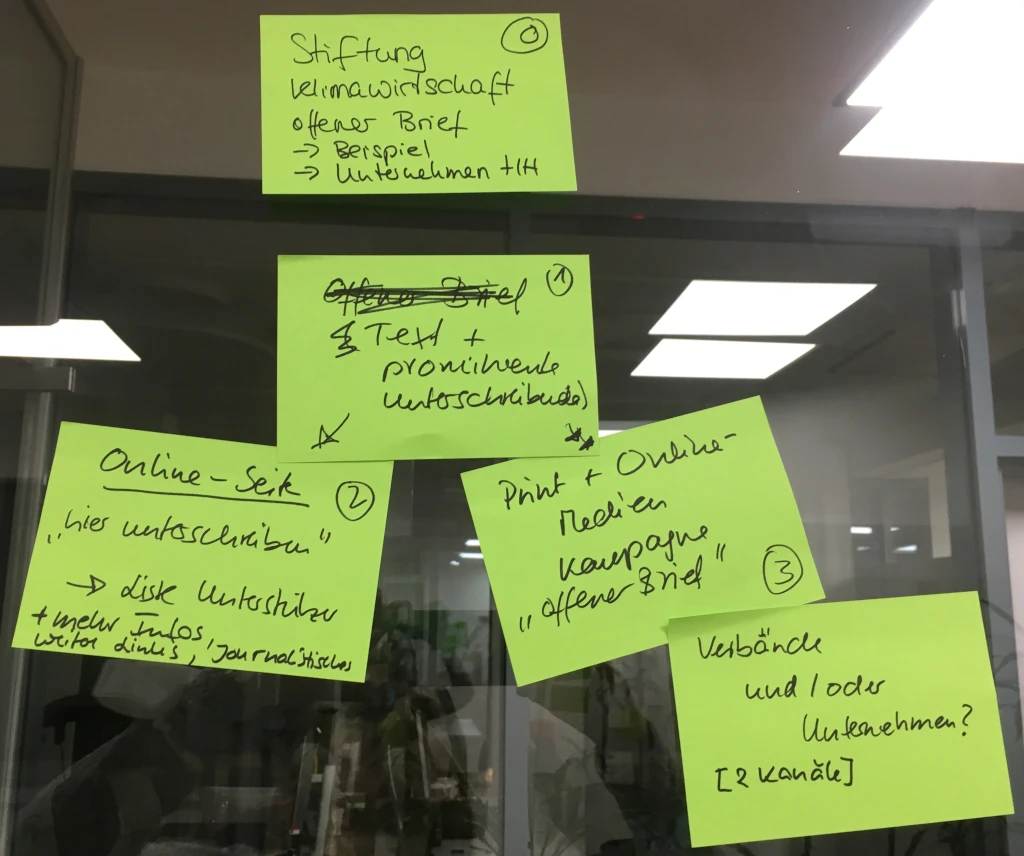 0
Stiftung
Klimawirtschaft
offener Brief
→ Beispiel
→ Unternehmen + IH
1
Offener Brief
Text +
prominente
Unterschreibende)
Online-Seite
2
„hier unterschreiben"
→ Liste Unterstützer
+ mehr Infos,
weitere Links, Journalistisches
Print + Online-
Medien
Kampagne
„offener Brief"
3
Verbände
und / oder
Unternehmen?
[2 Kanäle]